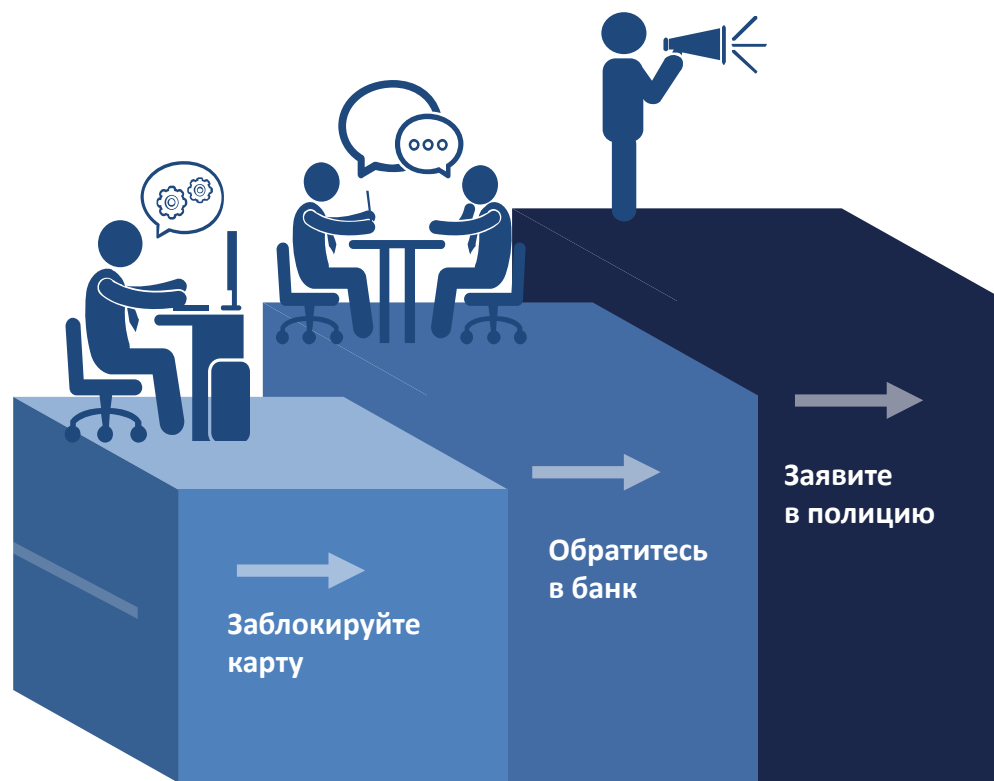 Заблокируйте
карту
Обратитесь
в банк
Заявите
в полицию